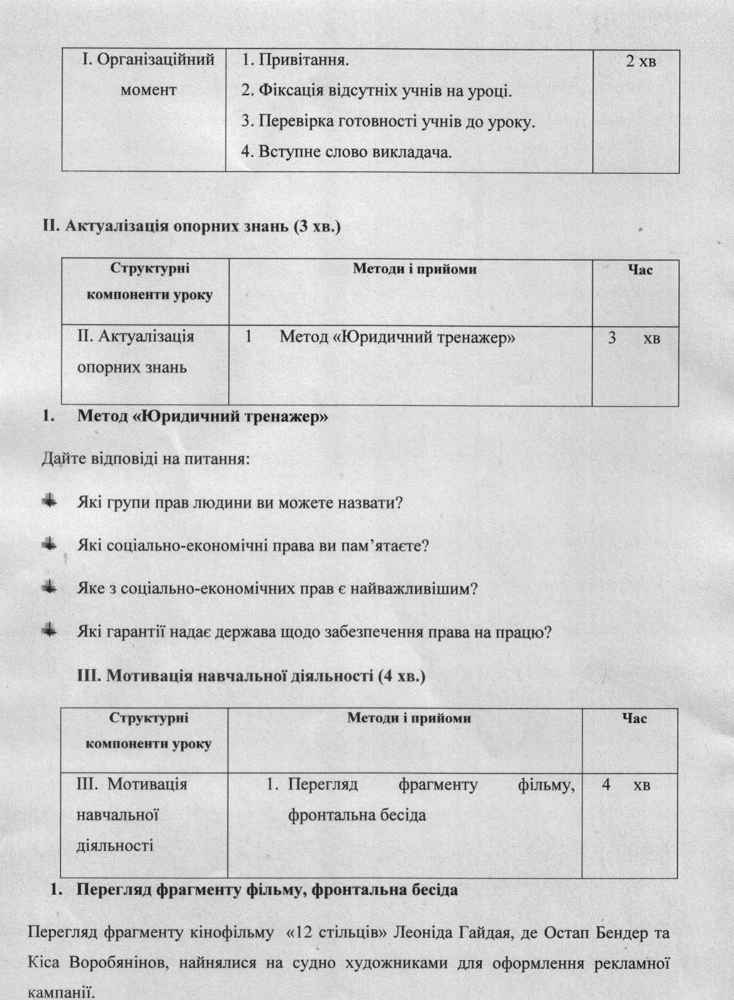 І. Організаційний
момент
1. Привітання.
2. Фіксація відсутніх учнів на уроці.
3. Перевірка готовності учнів до уроку.
4. Вступне слово викладача.
2 хв
ІІ. Актуалізація опорних знань (3 хв.)
Структурні
компоненти уроку
Методи і прийоми
Час
ІІ. Актуалізація
опорних знань
1 Метод «Юридичний тренажер»
3 хв
1. Метод «Юридичний тренажер»
Дайте відповіді на питання:
Які групи прав людини ви можете назвати?
Які соціально-економічні права ви пам’ятаєте?
Яке з соціально-економічних прав є найважливішим?
Які гарантії надає держава щодо забезпечення права на працю?
ІІІ. Мотивація навчальної діяльності (4 хв.)
Структурні
компоненти уроку
Методи і прийоми
Час
ІІІ. Мотивація
навчальної
діяльності
1. Перегляд фрагменту фільму,
фронтальна бесіда
4 хв
1. Перегляд фрагменту фільму, фронтальна бесіда
Перегляд фрагменту кінофільму «12 стільців» Леоніда Гайдая, де Остап Бендер та
Кіса Воробянінов, найнялися на судно художниками для оформлення рекламної
кампанії.